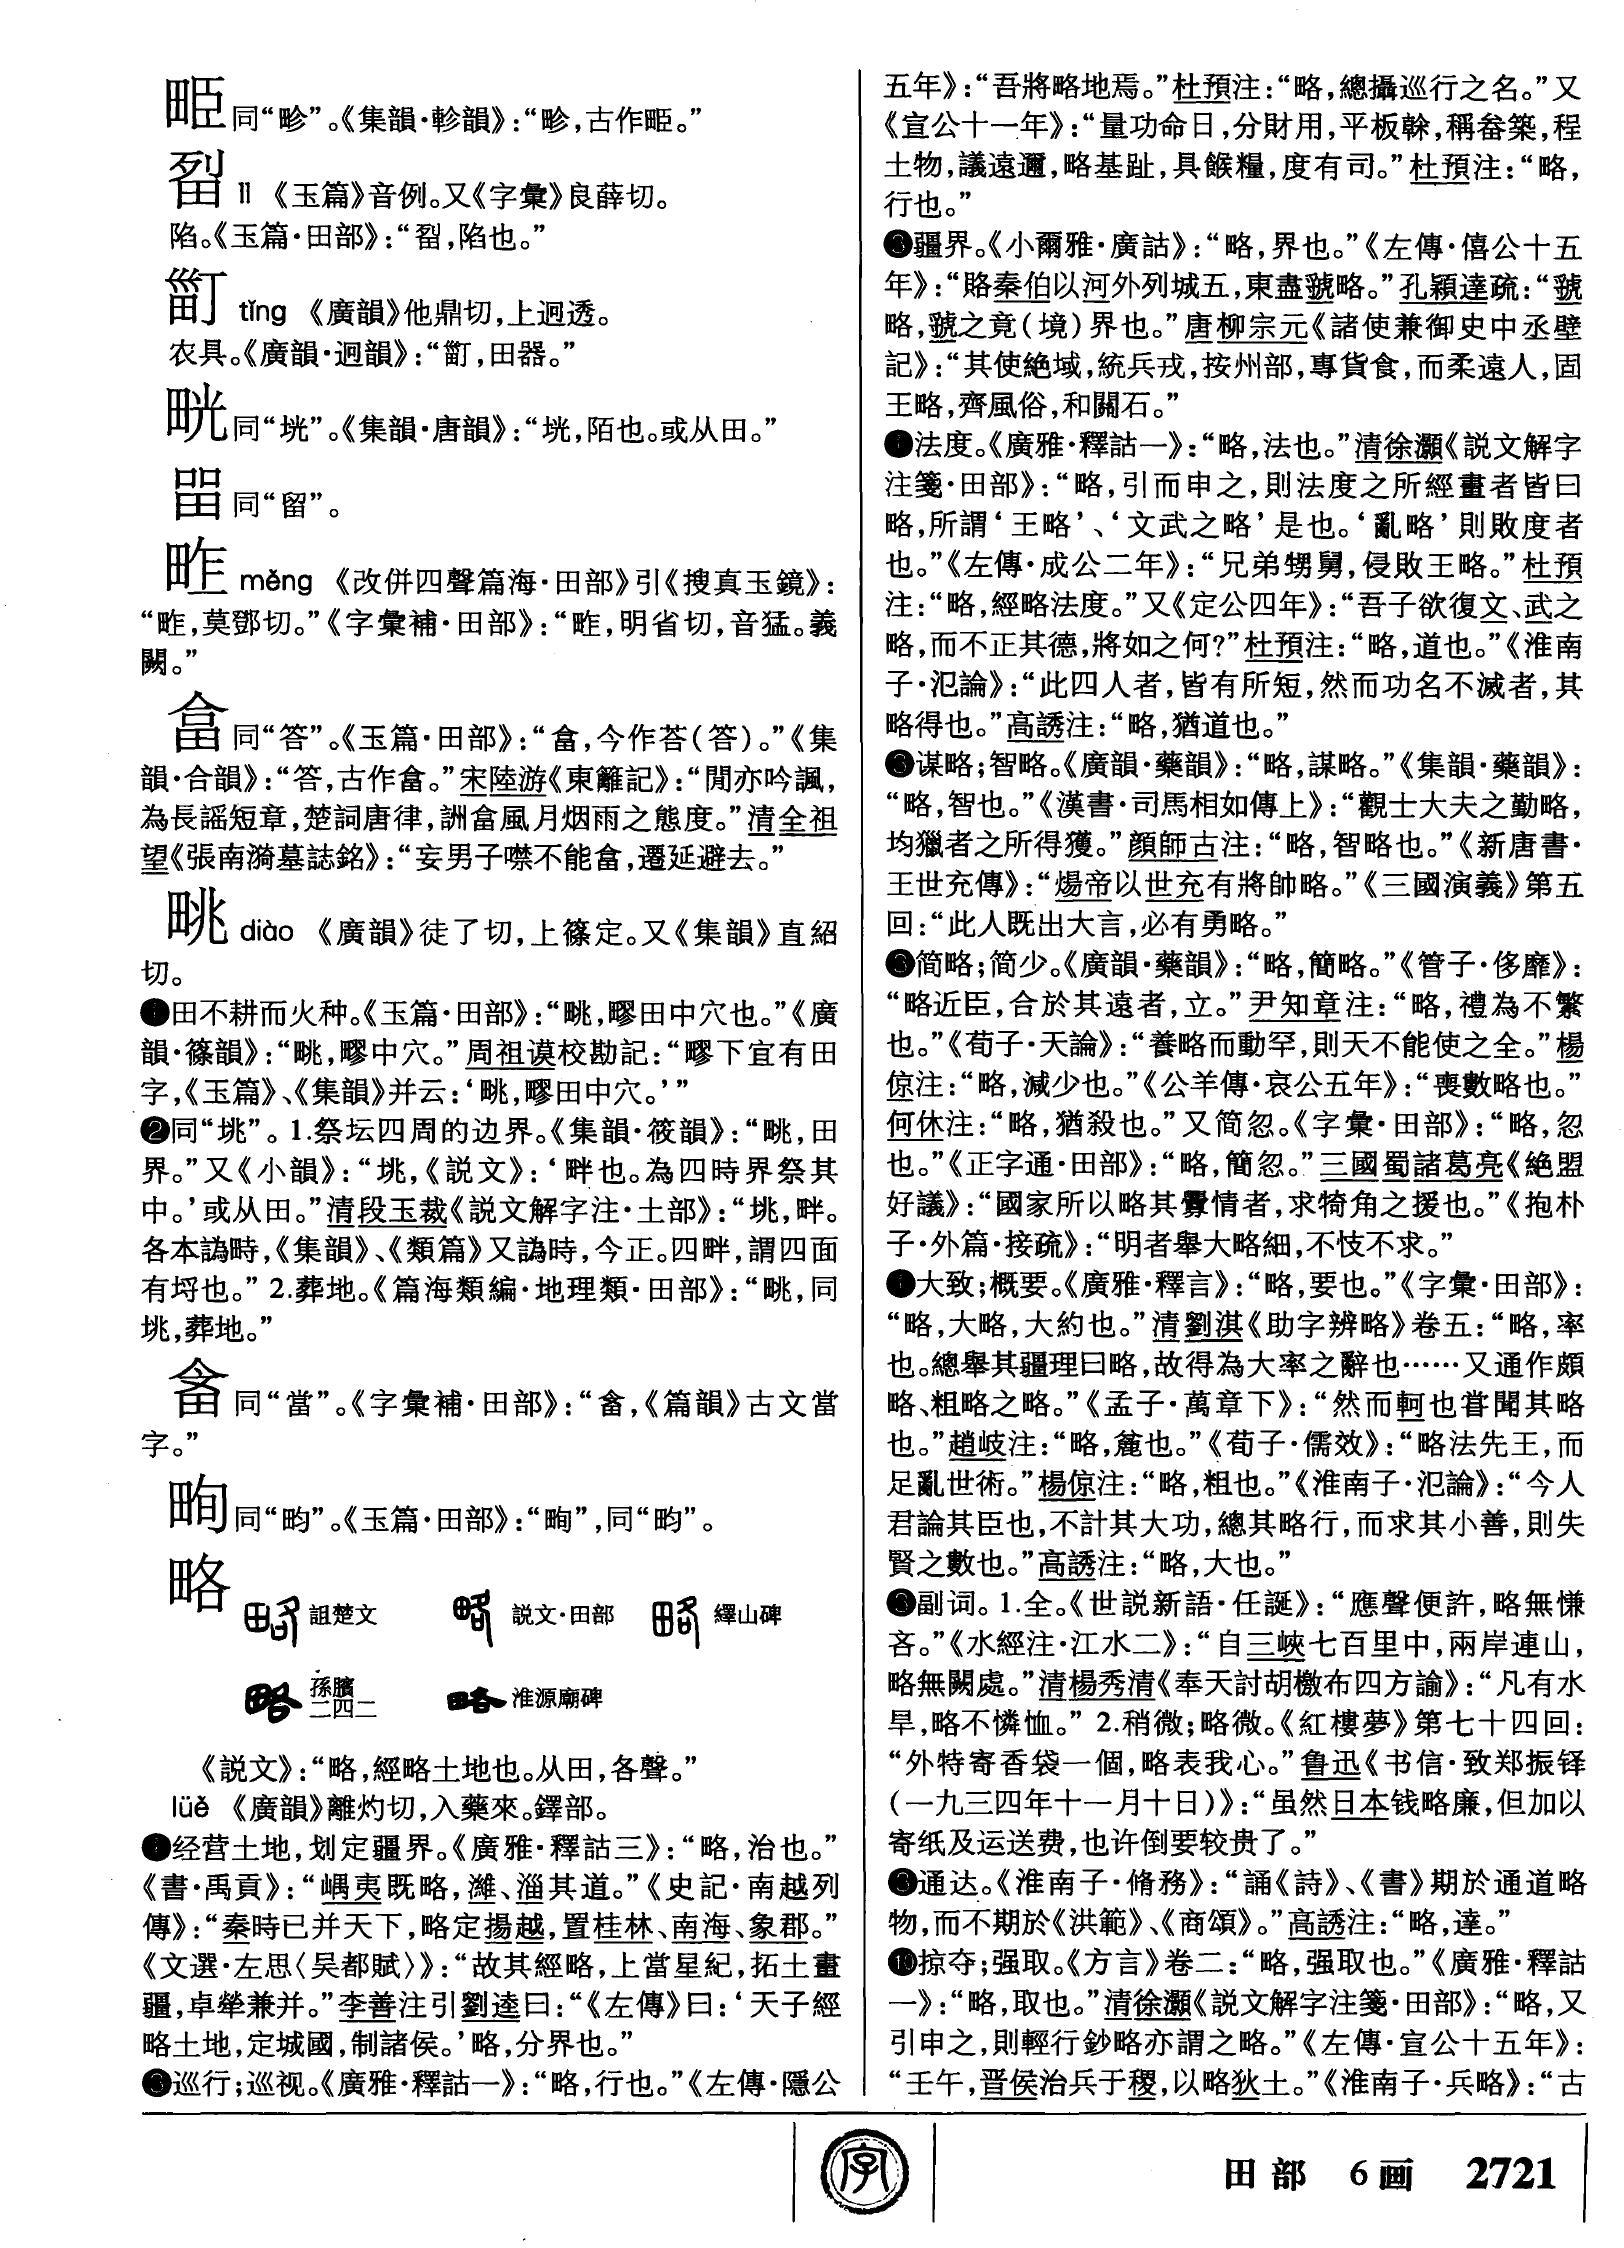 畖同“畛”。《集韻·軫韻》：“畛，古作𤱦。”
㽝 lì 《玉篇》音例。又《字彙》良薛切。
陷。《玉篇·田部》：“㽝，陷也。”
tǐng 《廣韻》他鼎切，上迥透。
农具。《廣韻·迥韻》：“，田器。”
㫛同“垙”。《集韻·唐韻》：“垙，陌也。或从田。”
同“留”。
měng 《改併四聲篇海·田部》引《搜真玉鏡》：
“，莫鄧切。”《字彙補·田部》：“，明省切，音猛。義
闕。”
畣同“答”。《玉篇·田部》：“畣，今作荅（答）。”《集
韻·合韻》：“答，古作畣。”宋陸游《東籬記》：“閒亦吟諷，
為長謡短章，楚詞唐律，詶畣風月烟雨之態度。”清全祖
望《張南漪墓誌銘》：“妄男子噤不能畣，遷延避去。”
畩 diào 《廣韻》徒了切，上篠定。又《集韻》直紹
切。
❶田不耕而火种。《玉篇·田部》：“，疁田中穴也。”《廣
韻·篠韻》：“，疁中穴。”周祖谟校勘記：“疁下宜有田
字，《玉篇》、《集韻》并云：‘，疁田中穴。’”
❷同“垗”。1.祭坛四周的边界。《集韻·筱韻》：“，田
界。”又《小韻》：“垗，《説文》：‘畔也。為四時界祭其
中。’或从田。”清段玉裁《説文解字注·土部》：“垗，畔。
各本譌時，《集韻》、《類篇》又譌時，今正。四畔，謂四面
有埒也。” 2.葬地。《篇海類編·地理類·田部》：“，同
垗，葬地。”
同“當”。《字彙補·田部》：“，《篇韻》古文當
字。”
畇同“畇”。《玉篇·田部》：“”，同“畇”。
略
詛楚文 説文·田部 繹山碑
孫臏二四二 淮源廟碑
《説文》：“略，經略土地也。从田，各聲。”
lüè 《廣韻》離灼切，入藥來。鐸部。
❶经营土地，划定疆界。《廣雅·釋詁三》：“略，治也。”
《書·禹貢》：“嵎夷既略，濰、淄其道。”《史記·南越列
傳》：“秦時已并天下，略定揚越，置桂林、南海、象郡。”
《文選·左思〈吴都賦〉》：“故其經略，上當星紀，拓土畫
疆，卓犖兼并。”李善注引劉逵曰：“《左傳》曰：‘天子經
略土地，定城國，制諸侯。’略，分界也。”
❷巡行；巡视。《廣雅·釋詁一》：“略，行也。”《左傳·隱公
五年》：“吾將略地焉。”杜預注：“略，總攝巡行之名。”又
《宣公十一年》：“量功命日，分財用，平板榦，稱畚築，程
土物，議遠邇，略基趾，具餱糧，度有司。”杜預注：“略，
行也。”
❸疆界。《小爾雅·廣詁》：“略，界也。”《左傳·僖公十五
年》：“賂秦伯以河外列城五，東盡虢略。”孔穎達疏：“虢
略，虢之竟（境）界也。”唐柳宗元《諸使兼御史中丞壁
記》：“其使絶域，統兵戎，按州部，專貨食，而柔遠人，固
王略，齊風俗，和關石。”
❹法度。《廣雅·釋詁一》：“略，法也。”清徐灝《説文解字
注箋·田部》：“略，引而申之，則法度之所經畫者皆曰
略，所謂‘王略’、‘文武之略’是也。‘亂略’則敗度者
也。”《左傳·成公二年》：“兄弟甥舅，侵敗王略。”杜預
注：“略，經略法度。”又《定公四年》：“吾子欲復文、武之
略，而不正其德，將如之何？”杜預注：“略，道也。”《淮南
子·氾論》：“此四人者，皆有所短，然而功名不滅者，其
略得也。”高誘注：“略，猶道也。”
❺谋略；智略。《廣韻·藥韻》：“略，謀略。”《集韻·藥韻》：
“略，智也。”《漢書·司馬相如傳上》：“觀士大夫之勤略，
均獵者之所得獲。”顔師古注：“略，智略也。”《新唐書·
王世充傳》：“煬帝以世充有將帥略。”《三國演義》第五
回：“此人既出大言，必有勇略。”
❻简略；简少。《廣韻·藥韻》：“略，簡略。”《管子·侈靡》：
“略近臣，合於其遠者，立。”尹知章注：“略，禮為不繁
也。”《荀子·天論》：“養略而動罕，則天不能使之全。”楊
倞注：“略，減少也。”《公羊傳·哀公五年》：“喪數略也。”
何休注：“略，猶殺也。”又简忽。《字彙·田部》：“略，忽
也。”《正字通·田部》：“略，簡忽。”三國蜀諸葛亮《絶盟
好議》：“國家所以略其釁情者，求犄角之援也。”《抱朴
子·外篇·接疏》：“明者舉大略細，不忮不求。”
❼大致；概要。《廣雅·釋言》：“略，要也。”《字彙·田部》：
“略，大略，大約也。”清劉淇《助字辨略》卷五：“略，率
也。總舉其疆理曰略，故得為大率之辭也……又通作頗
略、粗略之略。”《孟子·萬章下》：“然而軻也嘗聞其略
也。”趙岐注：“略，麄也。”《荀子·儒效》：“略法先王，而
足亂世術。”楊倞注：“略，粗也。”《淮南子·氾論》：“今人
君論其臣也，不計其大功，總其略行，而求其小善，則失
賢之數也。”高誘注：“略，大也。”
❽副词。1.全。《世説新語·任誕》：“應聲便許，略無慊
吝。”《水經注·江水二》：“自三峽七百里中，兩岸連山，
略無闕處。”清楊秀清《奉天討胡檄布四方諭》：“凡有水
旱，略不憐恤。” 2.稍微；略微。《紅樓夢》第七十四回：
“外特寄香袋一個，略表我心。”鲁迅《书信·致郑振铎
（一九三四年十一月十日）》：“虽然日本钱略廉，但加以
寄纸及运送费，也许倒要较贵了。”
❾通达。《淮南子·脩務》：“誦《詩》、《書》期於通道略
物，而不期於《洪範》、《商頌》。”高誘注：“略，達。”
❿掠夺；强取。《方言》卷二：“略，强取也。”《廣雅·釋詁
一》：“略，取也。”清徐灝《説文解字注箋·田部》：“略，又
引申之，則輕行鈔略亦謂之略。”《左傳·宣公十五年》：
“壬午，晋侯治兵于稷，以略狄土。”《淮南子·兵略》：“古
字
田部 6画 2721